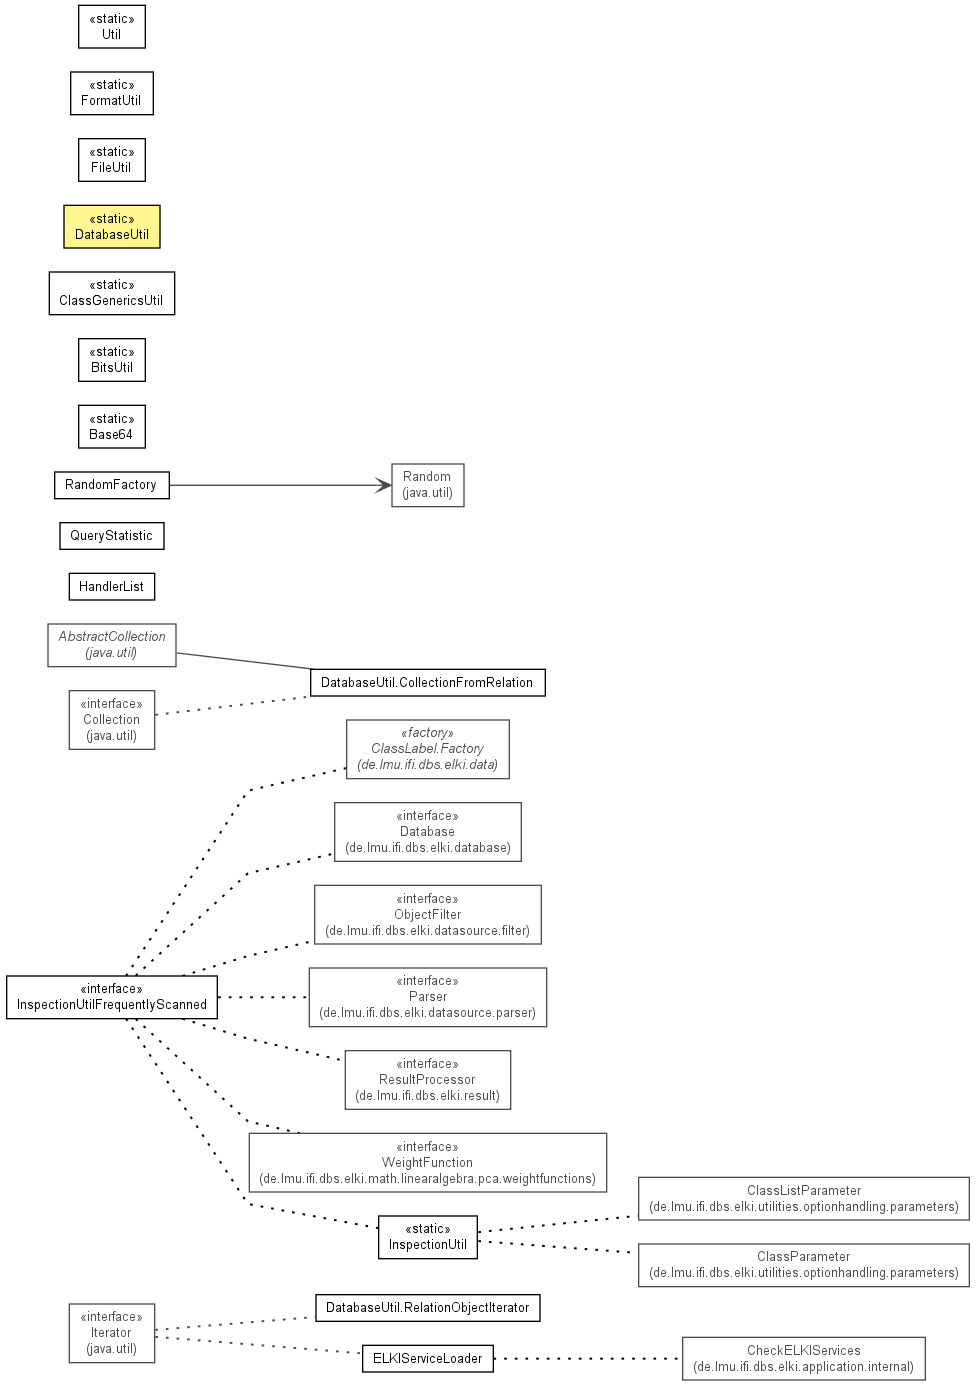 «static»
Util
«static»
FormatUtil
«static»
FileUtil
«static»
DatabaseUtil
«static»
ClassGenericsUtil
«static»
BitsUtil
«static»
Base64
RandomFactory
Random
(java.util)
QueryStatistic
HandlerList
AbstractCollection
(java.util)
DatabaseUtil.CollectionFromRelation
«interface»
Collection
(java.util)
«factory»
ClassLabel.Factory
(de.lmu.ifi.dbs.elki.data)
«interface»
Database
(de.lmu.ifi.dbs.elki.database)
«interface»
ObjectFilter
(de.lmu.ifi.dbs.elki.datasource.filter)
«interface»
InspectionUtilFrequentlyScanned
«interface»
Parser
(de.lmu.ifi.dbs.elki.datasource.parser)
«interface»
ResultProcessor
(de.lmu.ifi.dbs.elki.result)
«interface»
WeightFunction
(de.lmu.ifi.dbs.elki.math.linearalgebra.pca.weightfunctions)
«static»
InspectionUtil
ClassListParameter
(de.lmu.ifi.dbs.elki.utilities.optionhandling.parameters)
ClassParameter
(de.lmu.ifi.dbs.elki.utilities.optionhandling.parameters)
«interface»
Iterator
(java.util)
DatabaseUtil.RelationObjectIterator
ELKIServiceLoader
CheckELKIServices
(de.lmu.ifi.dbs.elki.application.internal)